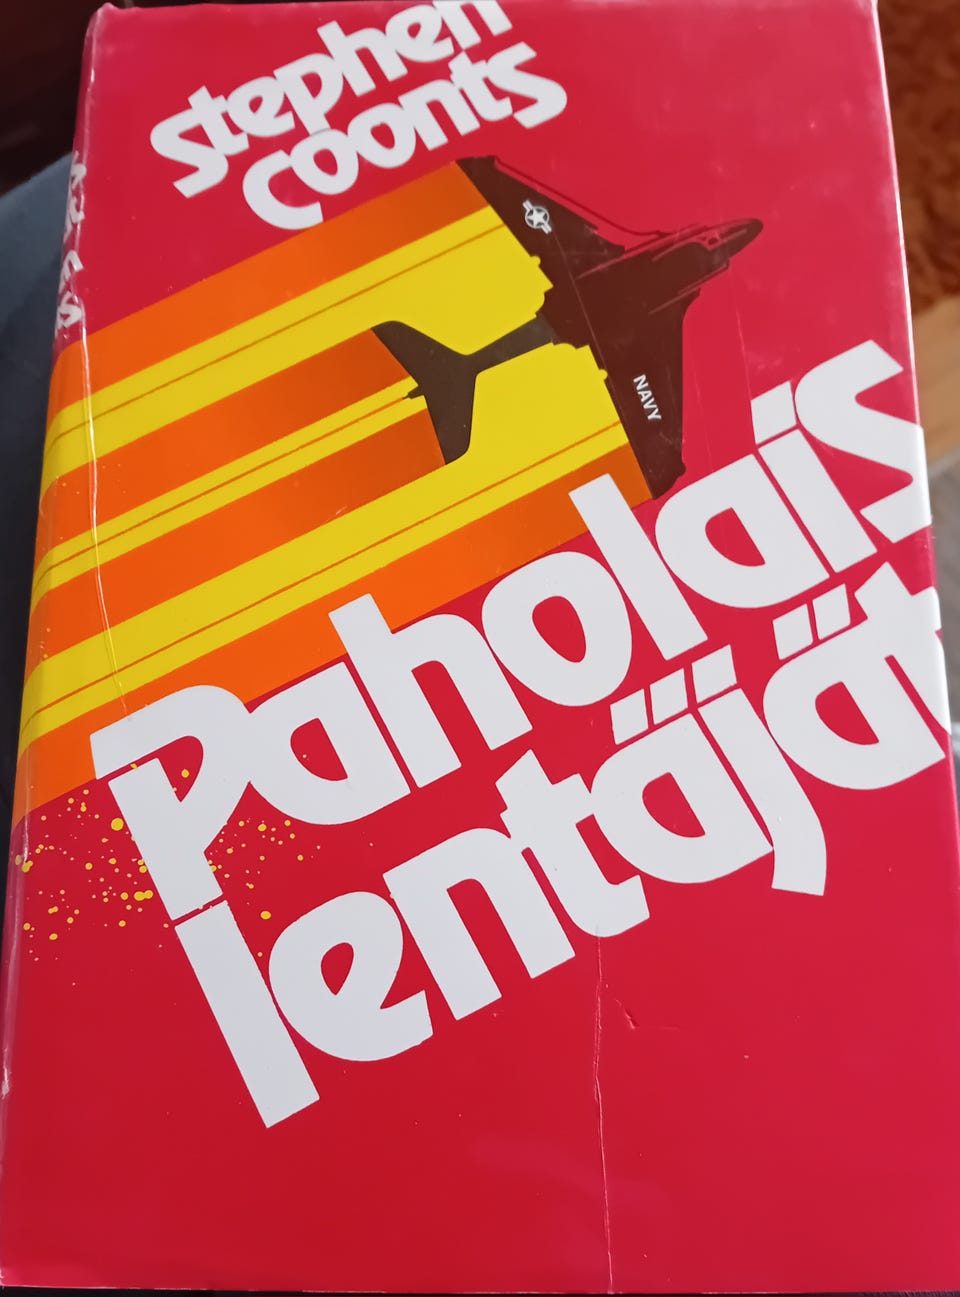 Stephen
Coonts
NAVY
Paholais
lentäjät